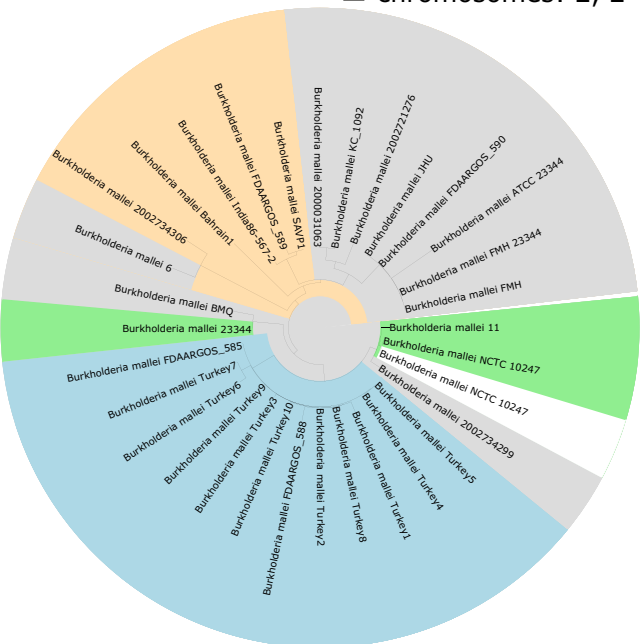 Burkholderia mallei 2000031063
Burkholderia mallei KC_1092
Burkholderia mallei 2002721276
Burkholderia mallei JHU
Burkholderia mallei FDAARGOS_590
Burkholderia mallei ATCC 23344
Burkholderia mallei FMH 23344
Burkholderia mallei FMH
Burkholderia mallei 11
Burkholderia mallei NCTC 10247
Burkholderia mallei NCTC 10247
Burkholderia mallei 2002734299
Burkholderia mallei Turkey5
Burkholderia mallei Turkey4
Burkholderia mallei Turkey1
Burkholderia mallei Turkey8
Burkholderia mallei Turkey2
Burkholderia mallei FDAARGOS_588
Burkholderia mallei Turkey10
Burkholderia mallei Turkey3
Burkholderia mallei Turkey9
Burkholderia mallei Turkey6
Burkholderia mallei Turkey7
Burkholderia mallei FDAARGOS_585
Burkholderia mallei 23344
Burkholderia mallei BMQ
Burkholderia mallei 6
Burkholderia mallei 2002734306
Burkholderia mallei Bahrain1
Burkholderia mallei India86-567-2
Burkholderia mallei FDAARGOS_589
Burkholderia mallei SAVP1